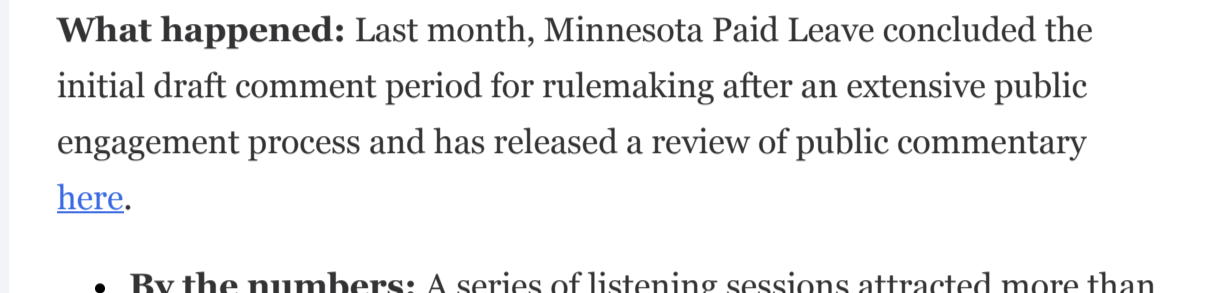 What happened: Last month, Minnesota Paid Leave concluded the
initial draft comment period for rulemaking after an extensive public
engagement process and has released a review of public commentary
here.
• By the numbers: A series of listening sessions attracted more than